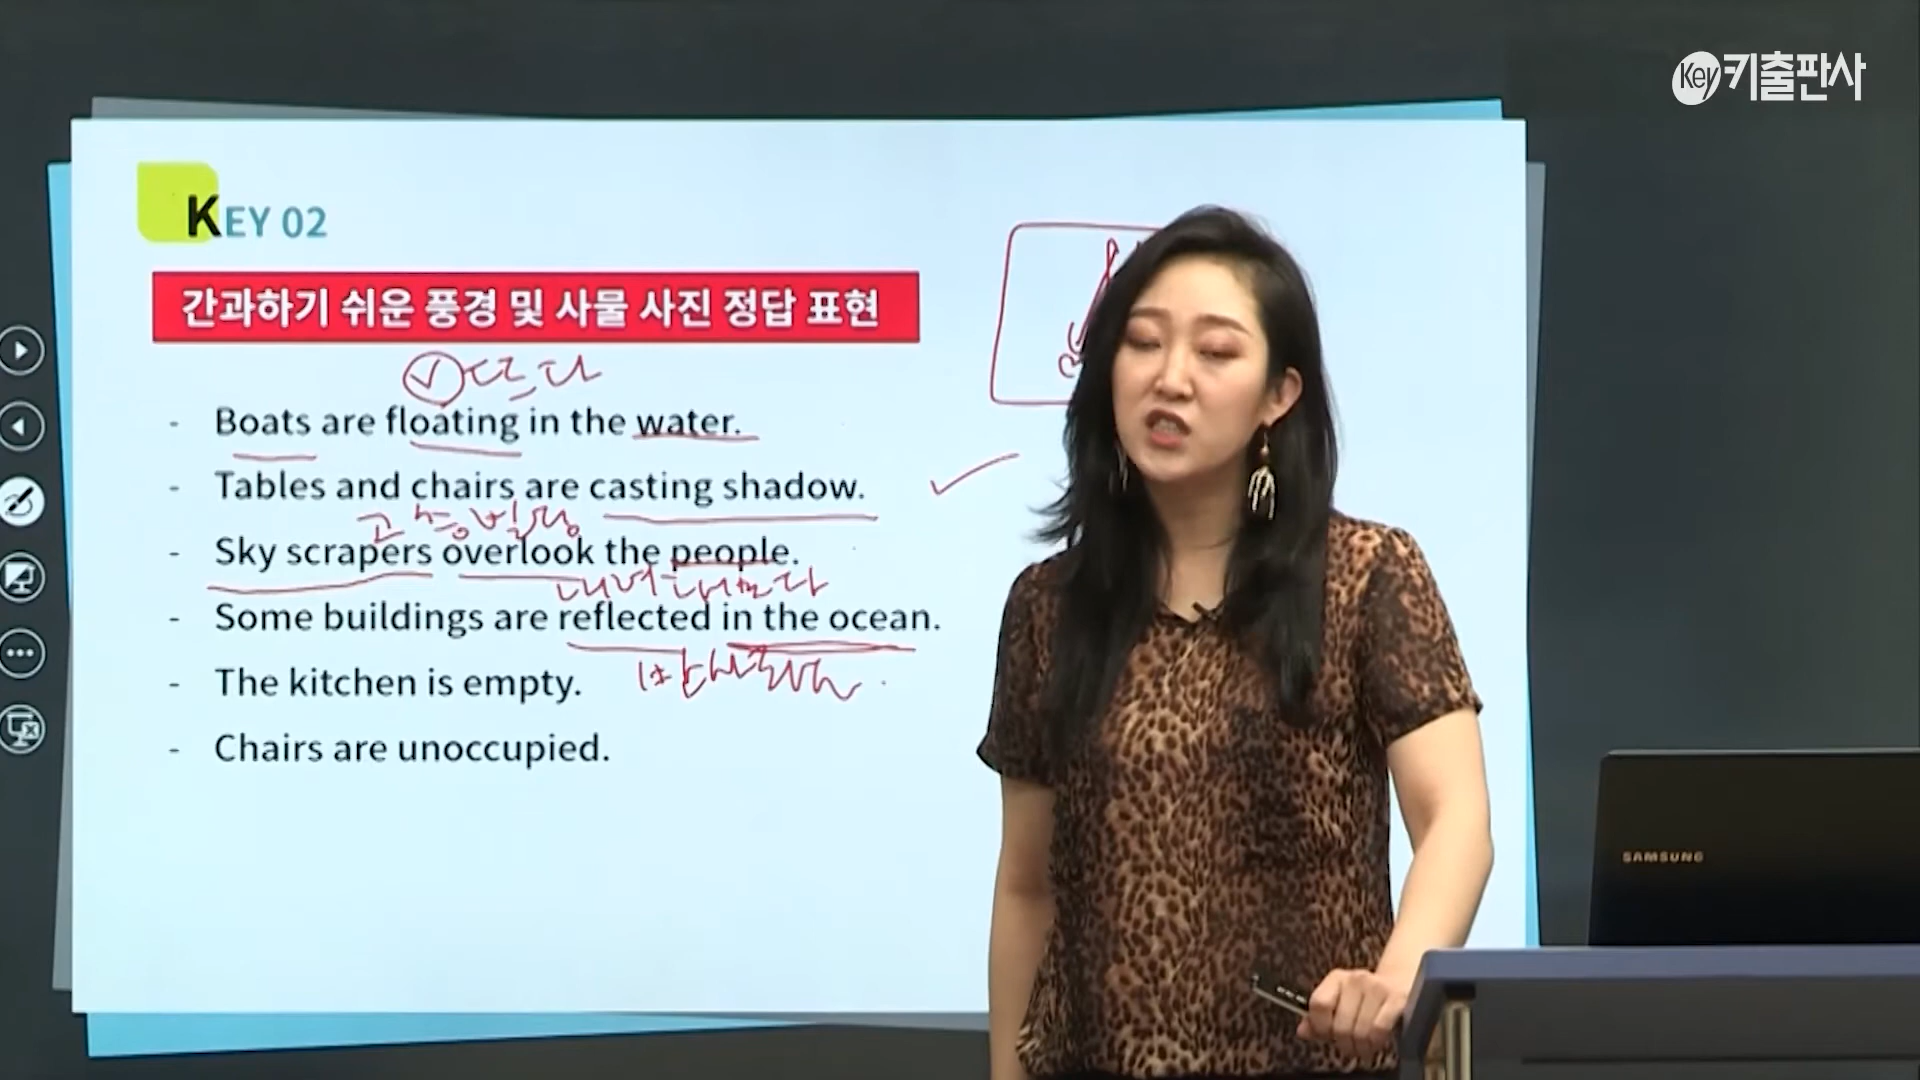 Key 키출판사
KEY 02
간과하기 쉬운 풍경 및 사물 사진 정답 표현
- Boats are floating in the water.
- Tables and chairs are casting shadow.
고층빌딩
- Sky scrapers overlook the people.
내려다보다
- Some buildings are reflected in the ocean.
- The kitchen is empty.
- Chairs are unoccupied.
SAMSUNG